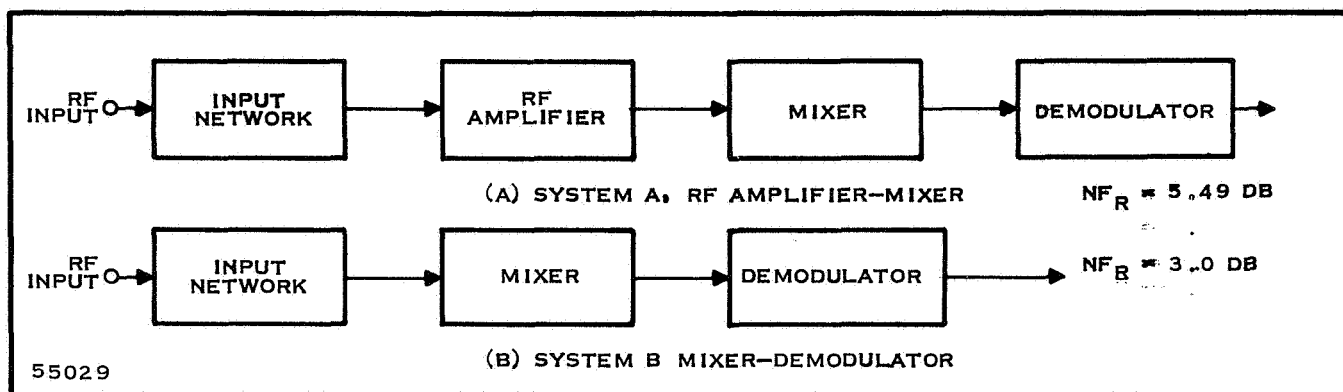 RF INPUT
INPUT NETWORK
RF AMPLIFIER
MIXER
DEMODULATOR
(A) SYSTEM A. RF AMPLIFIER-MIXER
NFR = 5.49 DB
RF INPUT
INPUT NETWORK
MIXER
DEMODULATOR
NFR = 3.0 DB
(B) SYSTEM B MIXER-DEMODULATOR
55029